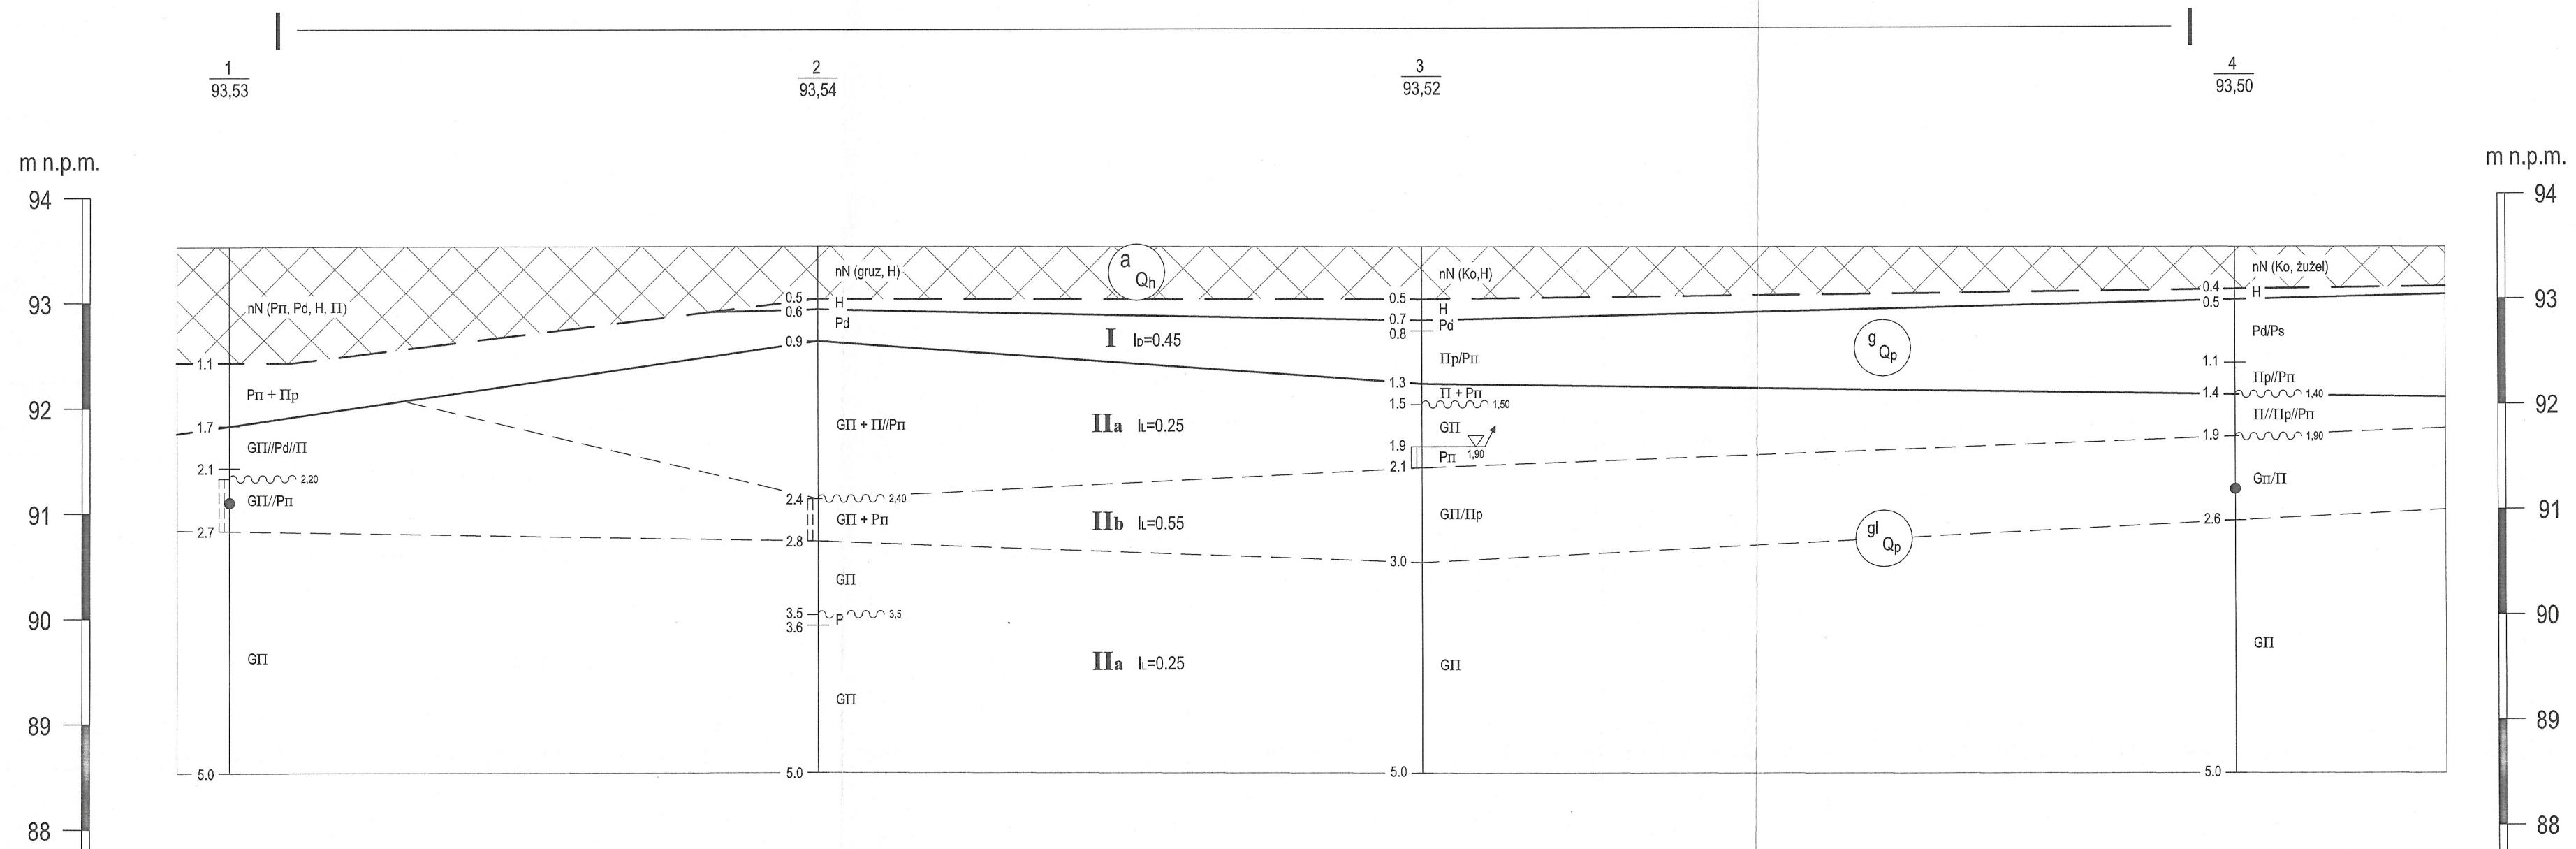 1
93,53
2
93,54
3
93,52
4
93,50
m n.p.m.
94
93
92
91
90
89
88
nN (Pπ, Pd, H, Π)
1.1
Pπ + Πp
1.7
GΠ//Pd//Π
2.1
2,20
GΠ//Pπ
2.7
GΠ
5.0
nN (gruz, H)
0.5
H
0.6
Pd
0.9
GΠ + Π//Pπ
2.4
2,40
GΠ + Pπ
2.8
GΠ
3.5
P
3,5
3.6
GΠ
5.0
a
Qh
I ID=0.45
IIa IL=0.25
IIb IL=0.55
IIa IL=0.25
nN (Ko,H)
0.5
H
0.7
Pd
0.8
Πp/Pπ
1.3
Π + Pπ
1.5
1,50
GΠ
1.9
1,90
Pπ
2.1
GΠ/Πp
3.0
GΠ
5.0
g
Qp
gl
Qp
nN (Ko, żużel)
0.4
H
0.5
Pd/Ps
1.1
Πp//Pπ
1.4
1,40
Π//Πp//Pπ
1.9
1,90
Gπ/Π
2.6
GΠ
5.0
m n.p.m.
94
93
92
91
90
89
88